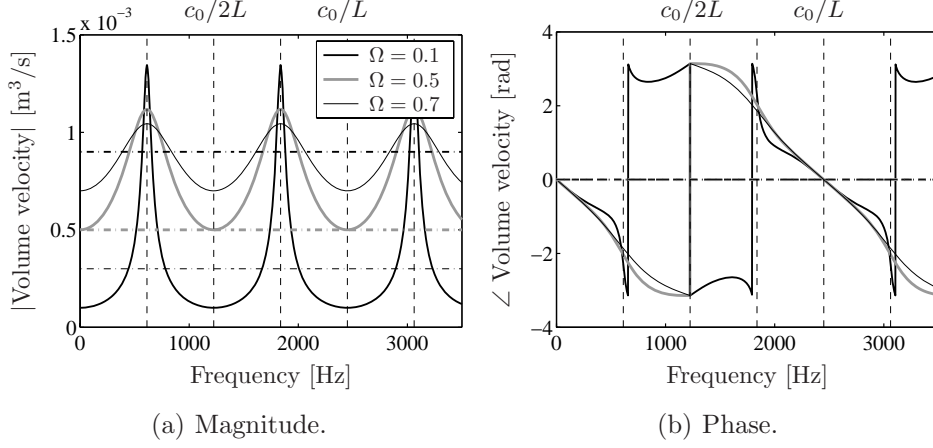 c₀/2L c₀/L
×10⁻³
1.5
1
0.5
0
|Volume velocity| [m³/s]
Ω = 0.1
Ω = 0.5
Ω = 0.7
0 1000 2000 3000
Frequency [Hz]
(a) Magnitude.
c₀/2L c₀/L
4
2
0
−2
−4
∠ Volume velocity [rad]
0 1000 2000 3000
Frequency [Hz]
(b) Phase.